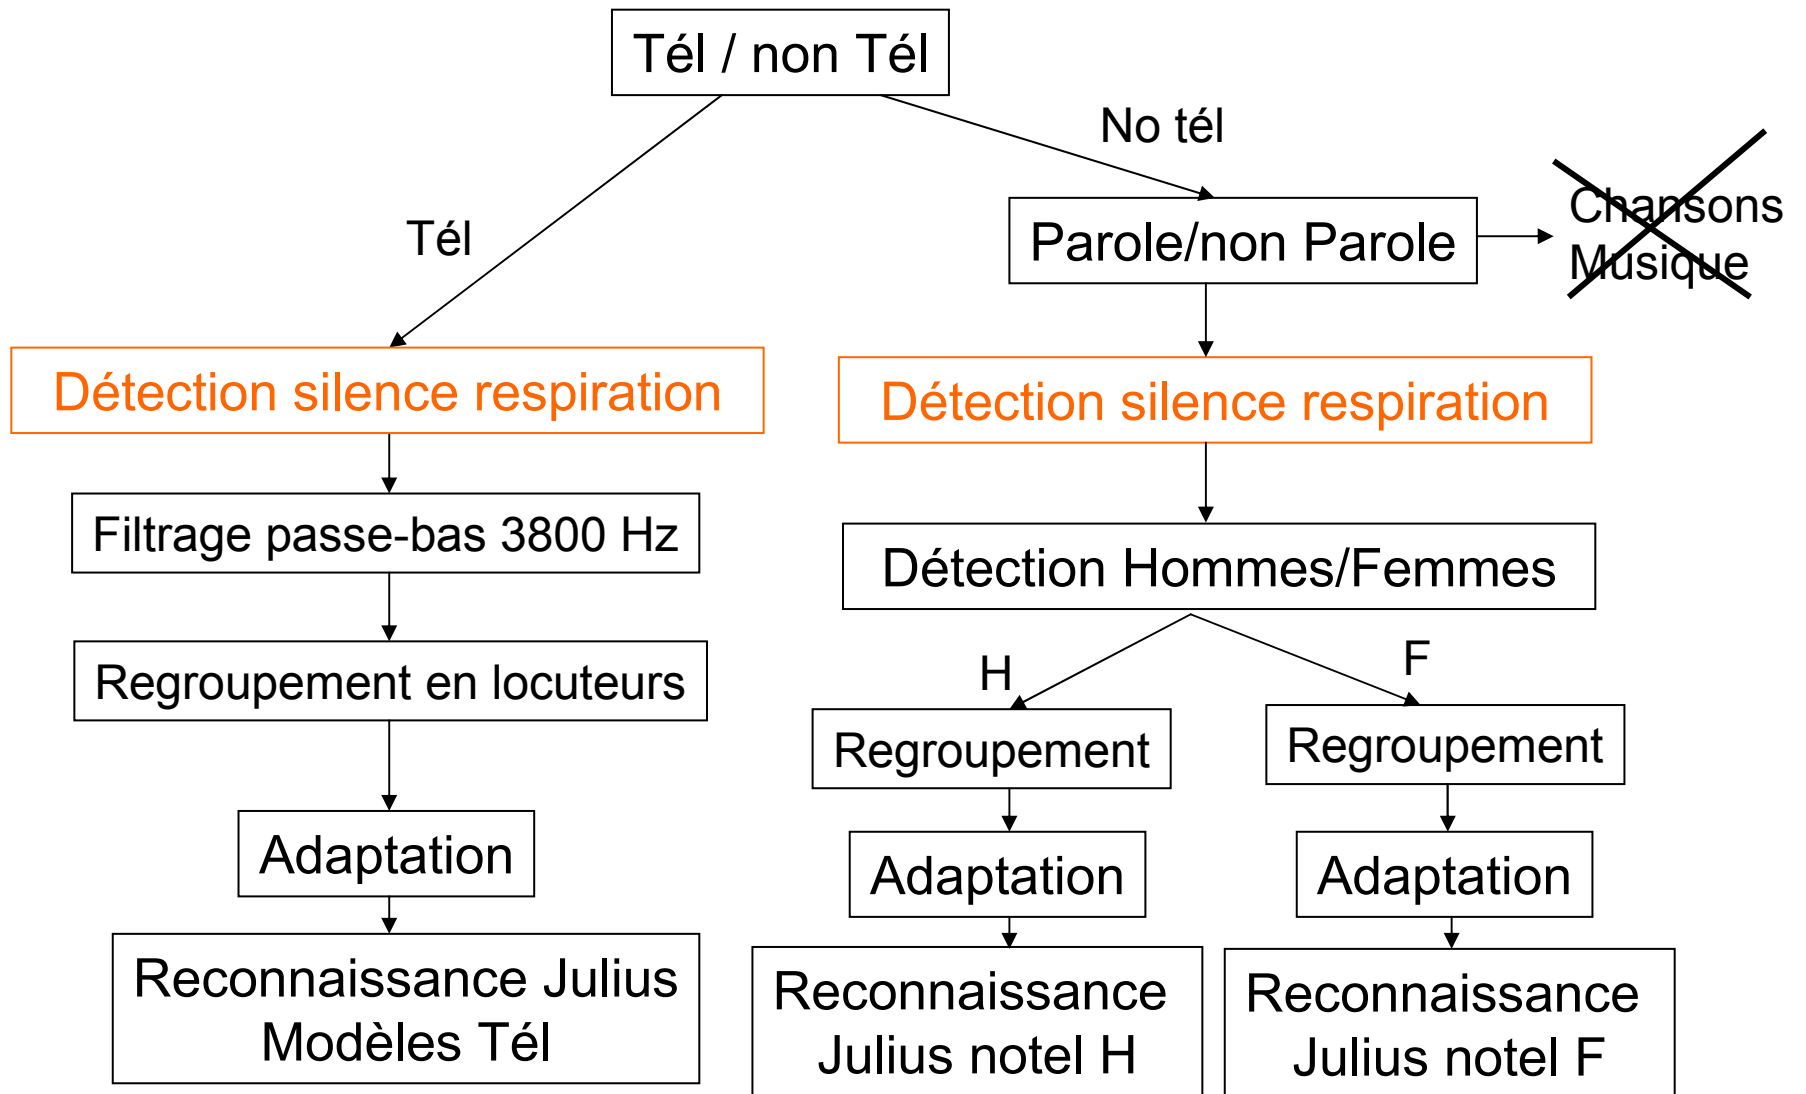 Tél / non Tél
No tél
Tél
Parole/non Parole
Chansons
Musique
Détection silence respiration
Détection silence respiration
Filtrage passe-bas 3800 Hz
Détection Hommes/Femmes
Regroupement en locuteurs
H
F
Regroupement
Regroupement
Adaptation
Adaptation
Adaptation
Reconnaissance Julius
Modèles Tél
Reconnaissance
Julius notel H
Reconnaissance
Julius notel F